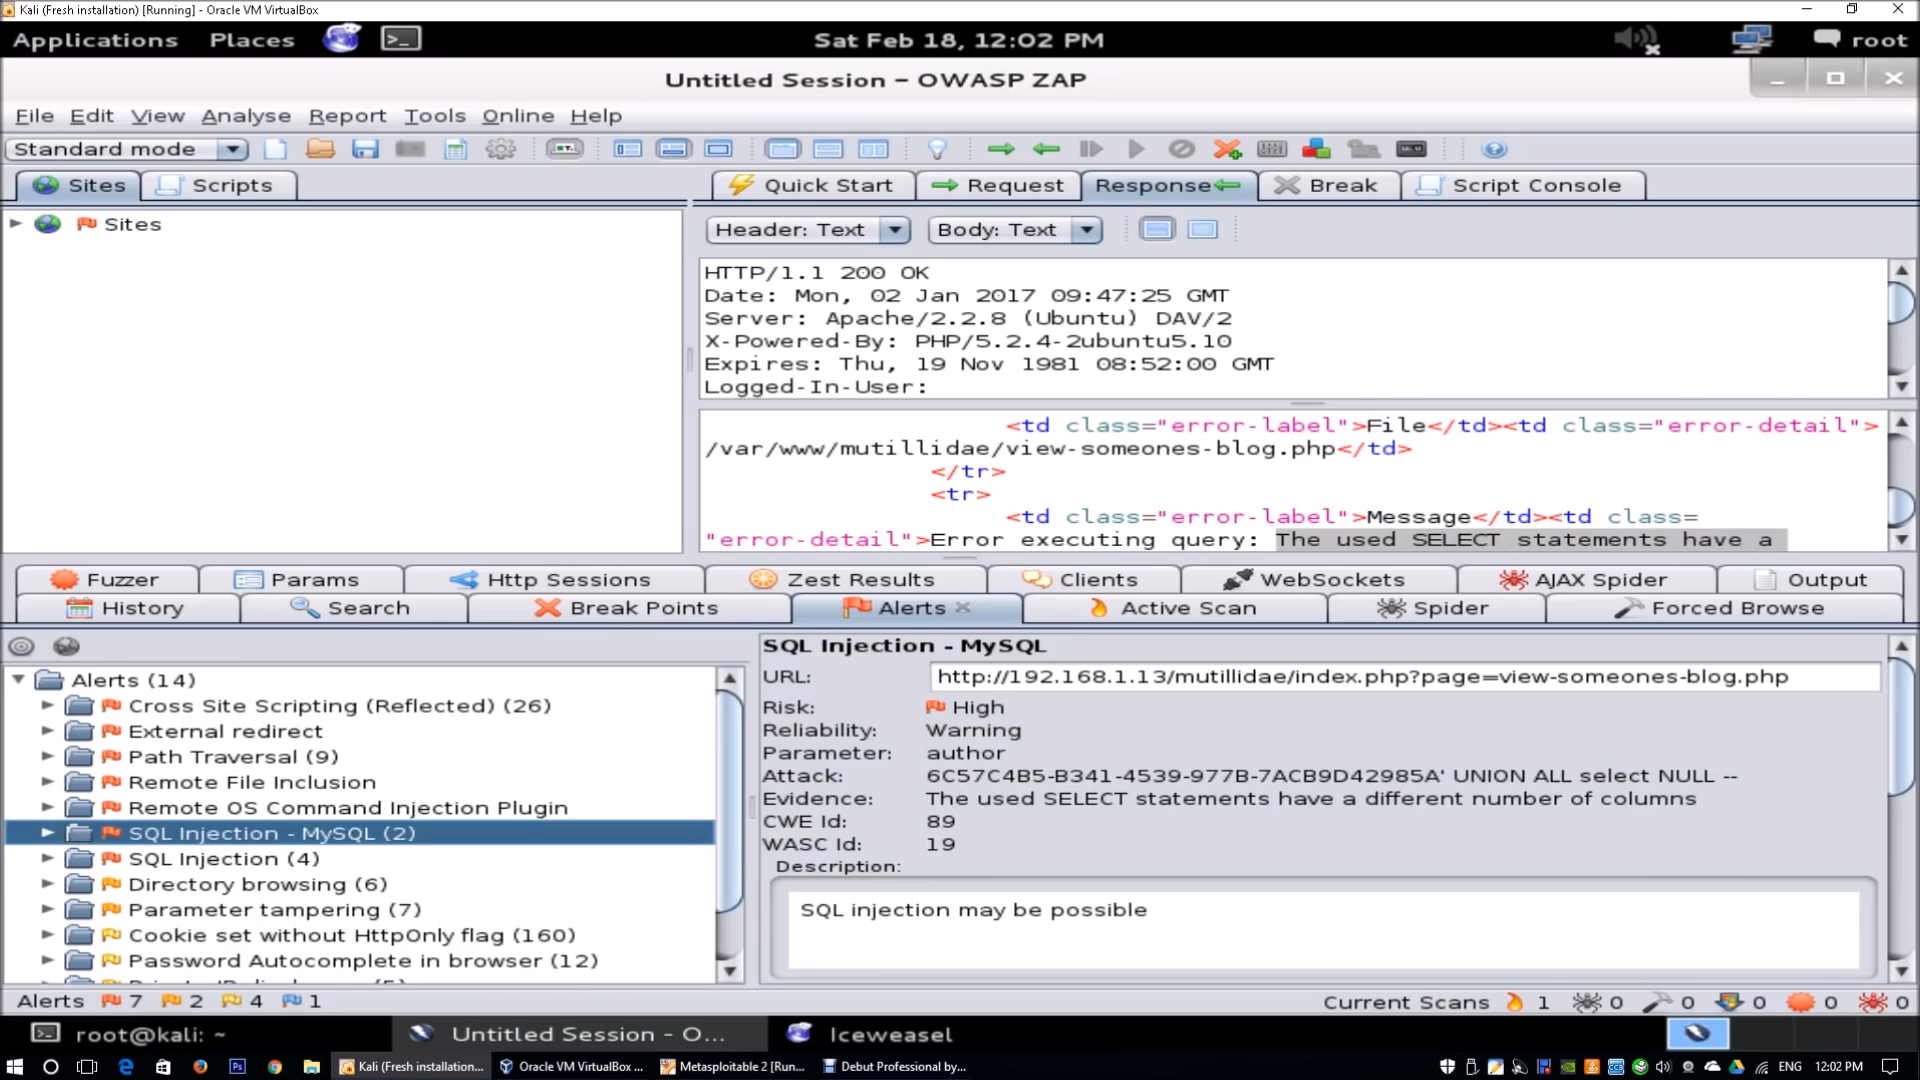 Kali (Fresh installation) [Running] - Oracle VM VirtualBox
Applications Places Sat Feb 18, 12:02 PM root
Untitled Session - OWASP ZAP
File Edit View Analyse Report Tools Online Help
Standard mode
Sites Scripts Quick Start Request Response Break Script Console
Sites
Header: Text Body: Text
HTTP/1.1 200 OK
Date: Mon, 02 Jan 2017 09:47:25 GMT
Server: Apache/2.2.8 (Ubuntu) DAV/2
X-Powered-By: PHP/5.2.4-2ubuntu5.10
Expires: Thu, 19 Nov 1981 08:52:00 GMT
Logged-In-User:
<td class="error-label">File</td><td class="error-detail">
/var/www/mutillidae/view-someones-blog.php</td>
</tr>
<tr>
<td class="error-label">Message</td><td class=
"error-detail">Error executing query: The used SELECT statements have a
Fuzzer Params Http Sessions Zest Results Clients WebSockets AJAX Spider Output
History Search Break Points Alerts Active Scan Spider Forced Browse
Alerts (14)
Cross Site Scripting (Reflected) (26)
External redirect
Path Traversal (9)
Remote File Inclusion
Remote OS Command Injection Plugin
SQL Injection - MySQL (2)
SQL Injection (4)
Directory browsing (6)
Parameter tampering (7)
Cookie set without HttpOnly flag (160)
Password Autocomplete in browser (12)
SQL Injection - MySQL
URL: http://192.168.1.13/mutillidae/index.php?page=view-someones-blog.php
Risk: High
Reliability: Warning
Parameter: author
Attack: 6C57C4B5-B341-4539-977B-7ACB9D42985A' UNION ALL select NULL --
Evidence: The used SELECT statements have a different number of columns
CWE Id: 89
WASC Id: 19
Description:
SQL injection may be possible
Alerts 7 2 4 1 Current Scans 1 0 0 0 0 0
root@kali: ~ Untitled Session - O... Iceweasel
Kali (Fresh installation... Oracle VM VirtualBox ... Metasploitable 2 [Run... Debut Professional by... ENG 12:02 PM